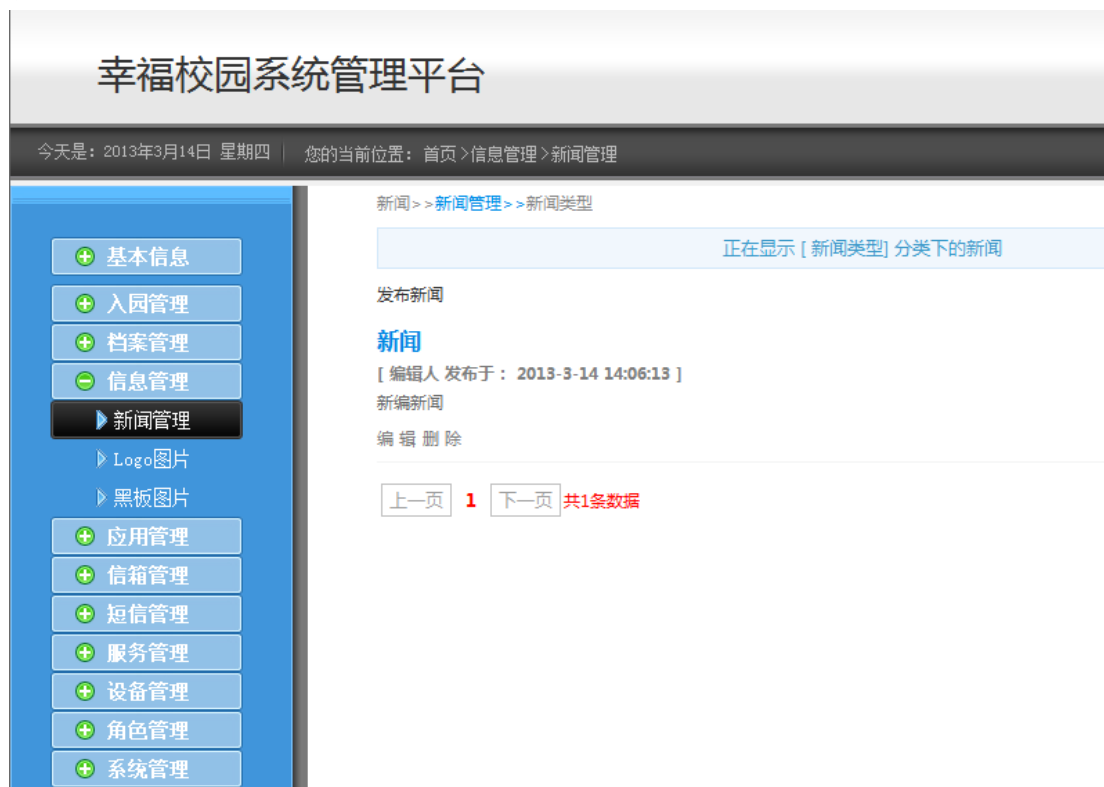 幸福校园系统管理平台
今天是：2013年3月14日 星期四 您的当前位置：首页>信息管理>新闻管理
基本信息
入园管理
档案管理
信息管理
新闻管理
Logo图片
黑板图片
应用管理
信箱管理
短信管理
服务管理
设备管理
角色管理
系统管理
新闻>>新闻管理>>新闻类型
正在显示 [ 新闻类型] 分类下的新闻
发布新闻
新闻
[ 编辑人 发布于： 2013-3-14 14:06:13 ]
新编新闻
编 辑 删 除
上一页 1 下一页 共1条数据